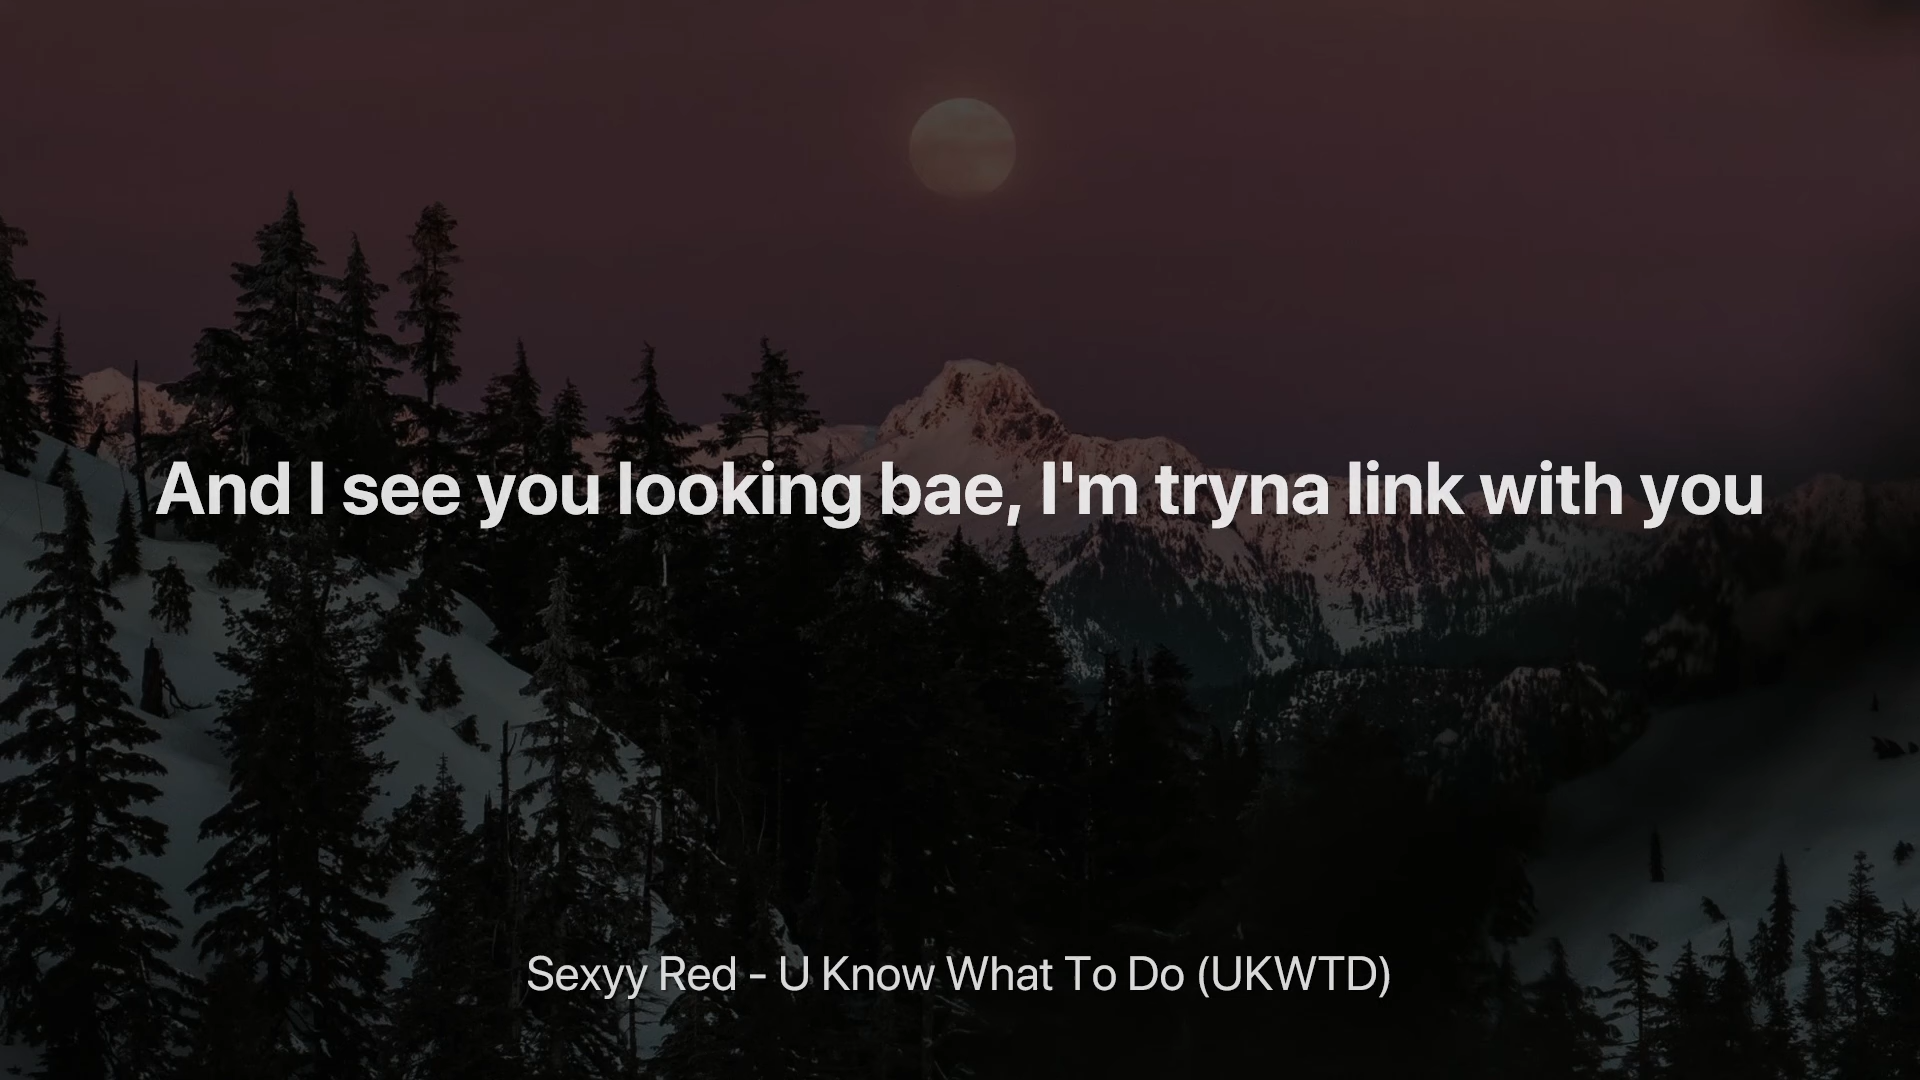 And I see you looking bae, I'm tryna link with you
Sexyy Red - U Know What To Do (UKWTD)